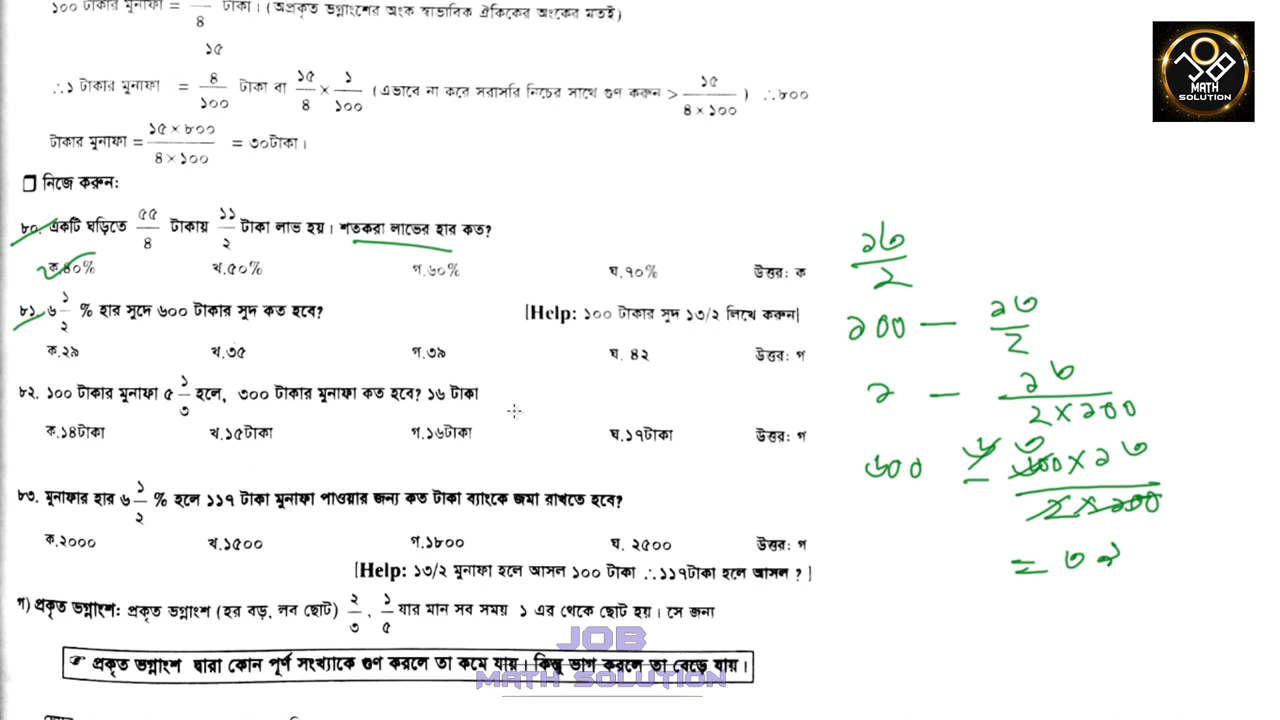 ১০০ টাকার মুনাফা = — টাকা। (অপ্রকৃত ভগ্নাংশের অংক স্বাভাবিক ঐকিকের অংকের মতই)
৪
১৫
∴১ টাকার মুনাফা = ৪/১০০ টাকা বা ১৫/৪ × ১/১০০ (এভাবে না করে সরাসরি নিচের সাথে গুণ করুন > ১৫/৪×১০০) ∴৮০০
টাকার মুনাফা = ১৫×৮০০/৪×১০০ = ৩০টাকা।
❐ নিজে করুন:
৮০. একটি ঘড়িতে ৫৫/৪ টাকায় ১১/২ টাকা লাভ হয়। শতকরা লাভের হার কত?
ক.৪০% খ.৫০% গ.৬০% ঘ.৭০% উত্তর: ক
৮১. ৬ ১/২ % হার সুদে ৬০০ টাকার সুদ কত হবে? [Help: ১০০ টাকার সুদ ১৩/২ লিখে করুন]
ক.২৯ খ.৩৫ গ.৩৯ ঘ. ৪২ উত্তর: গ
৮২. ১০০ টাকার মুনাফা ৫ ১/৩ হলে, ৩০০ টাকার মুনাফা কত হবে? ১৬ টাকা
ক.১৪টাকা খ.১৫টাকা গ.১৬টাকা ঘ.১৭টাকা উত্তর: গ
৮৩. মুনাফার হার ৬ ১/২ % হলে ১১৭ টাকা মুনাফা পাওয়ার জন্য কত টাকা ব্যাংকে জমা রাখতে হবে?
ক.২০০০ খ.১৫০০ গ.১৮০০ ঘ. ২৫০০ উত্তর: গ
[Help: ১৩/২ মুনাফা হলে আসল ১০০ টাকা ∴১১৭টাকা হলে আসল ? ]
গ) প্রকৃত ভগ্নাংশ: প্রকৃত ভগ্নাংশ (হর বড়, লব ছোট) ২/৩, ১/৫ যার মান সব সময় ১ এর থেকে ছোট হয়। সে জন্য
☞ প্রকৃত ভগ্নাংশ দ্বারা কোন পূর্ণ সংখ্যাকে গুণ করলে তা কমে যায়। কিন্তু ভাগ করলে তা বেড়ে যায়।
১৩/২
১০০ — ১৩/২
১ — ১৩/২×১০০
৬০০ = ৬০০×১৩/২×১০০
= ৩৯
MATH
SOLUTION
JOB
MATH SOLUTION